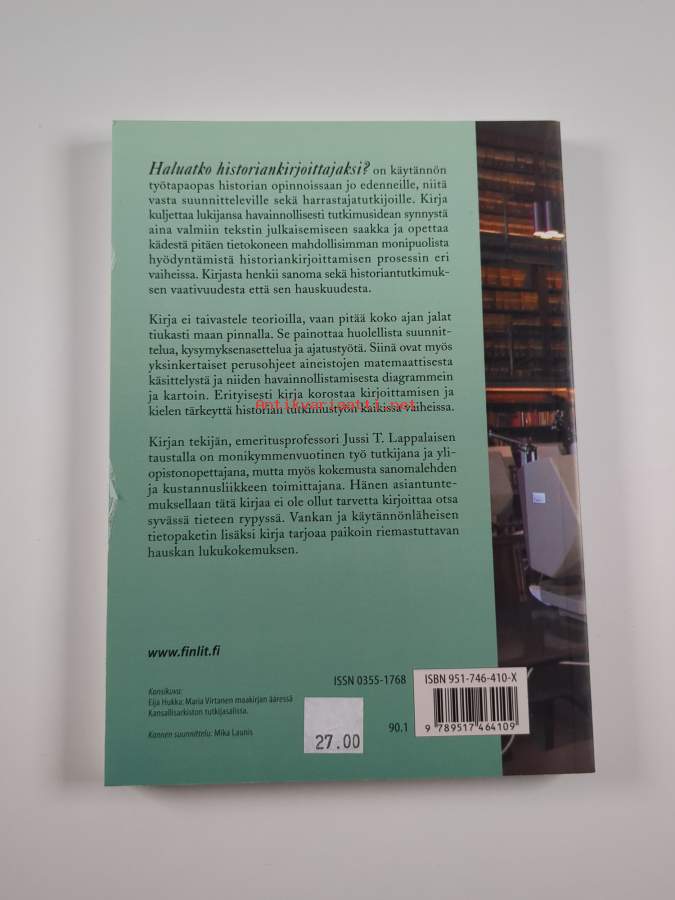 Haluatko historiankirjoittajaksi? on käytännön
työtapaopas historian opinnoissaan jo edenneille, niitä
vasta suunnitteleville sekä harrastajatutkijoille. Kirja
kuljettaa lukijansa havainnollisesti tutkimusidean synnystä
aina valmiin tekstin julkaisemiseen saakka ja opettaa
kädestä pitäen tietokoneen mahdollisimman monipuolista
hyödyntämistä historiankirjoittamisen prosessin eri
vaiheissa. Kirjasta henkii sanoma sekä historiantutkimuk-
sen vaativuudesta että sen hauskuudesta.
Kirja ei taivastele teorioilla, vaan pitää koko ajan jalat
tiukasti maan pinnalla. Se painottaa huolellista suunnit-
telua, kysymyksenasettelua ja ajatustyötä. Siinä ovat myös
yksinkertaiset perusohjeet aineistojen matemaattisesta
käsittelystä ja niiden havainnollistamisesta diagrammein
ja kartoin. Erityisesti kirja korostaa kirjoittamisen ja
Antikvariaatti.net
kielen tärkeyttä historian tutkimustyön kaikissa vaiheissa.
Kirjan tekijän, emeritusprofessori Jussi T. Lappalaisen
taustalla on monikymmenvuotinen työ tutkijana ja yli-
opistonopettajana, mutta myös kokemusta sanomalehden
ja kustannusliikkeen toimittajana. Hänen asiantunte-
muksellaan tätä kirjaa ei ole ollut tarvetta kirjoittaa otsa
syvässä tieteen rypyssä. Vankan ja käytännönläheisen
tietopaketin lisäksi kirja tarjoaa paikoin riemastuttavan
hauskan lukukokemuksen.
www.finlit.fi
ISSN 0355-1768
ISBN 951-746-410-X
Kansikuva:
Eija Hukka: Maria Virtanen maakirjan ääressä
Kansallisarkiston tutkijasalissa.
Kannen suunnittelu: Mika Launis
27.00
90.1
9 789517 464109